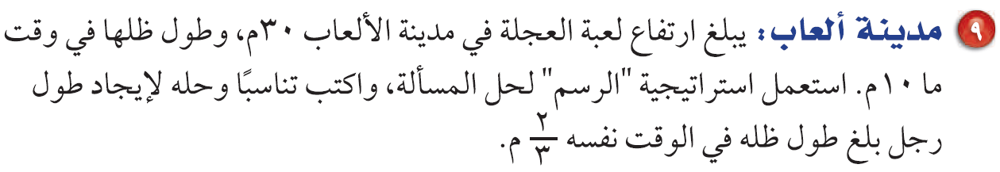 ٩ مدينة ألعاب: يبلغ ارتفاع لعبة العجلة في مدينة الألعاب ٣٠م، وطول ظلها في وقت
ما ١٠م. استعمل استراتيجية "الرسم" لحل المسألة، واكتب تناسبًا وحله لإيجاد طول
رجل بلغ طول ظله في الوقت نفسه ٢/٣ م.